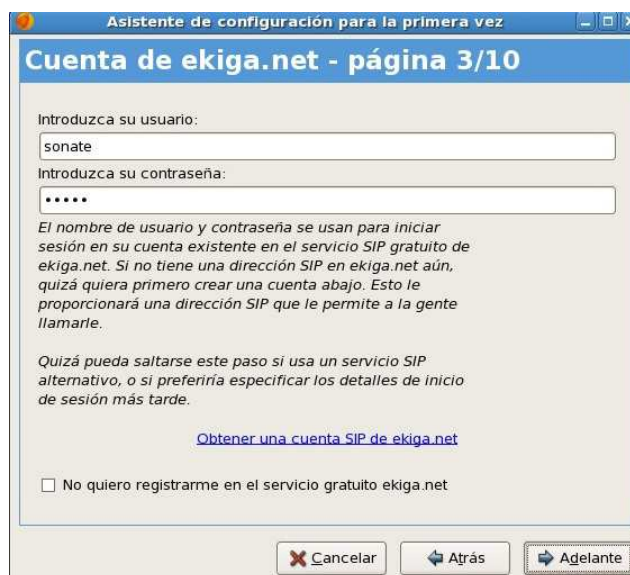 Asistente de configuración para la primera vez
Cuenta de ekiga.net - página 3/10
Introduzca su usuario:
sonate
Introduzca su contraseña:
•••••
El nombre de usuario y contraseña se usan para iniciar
sesión en su cuenta existente en el servicio SIP gratuito de
ekiga.net. Si no tiene una dirección SIP en ekiga.net aún,
quizá quiera primero crear una cuenta abajo. Esto le
proporcionará una dirección SIP que le permite a la gente
llamarle.
Quizá pueda saltarse este paso si usa un servicio SIP
alternativo, o si preferiría especificar los detalles de inicio
de sesión más tarde.
Obtener una cuenta SIP de ekiga.net
No quiero registrarme en el servicio gratuito ekiga.net
Cancelar Atrás Adelante